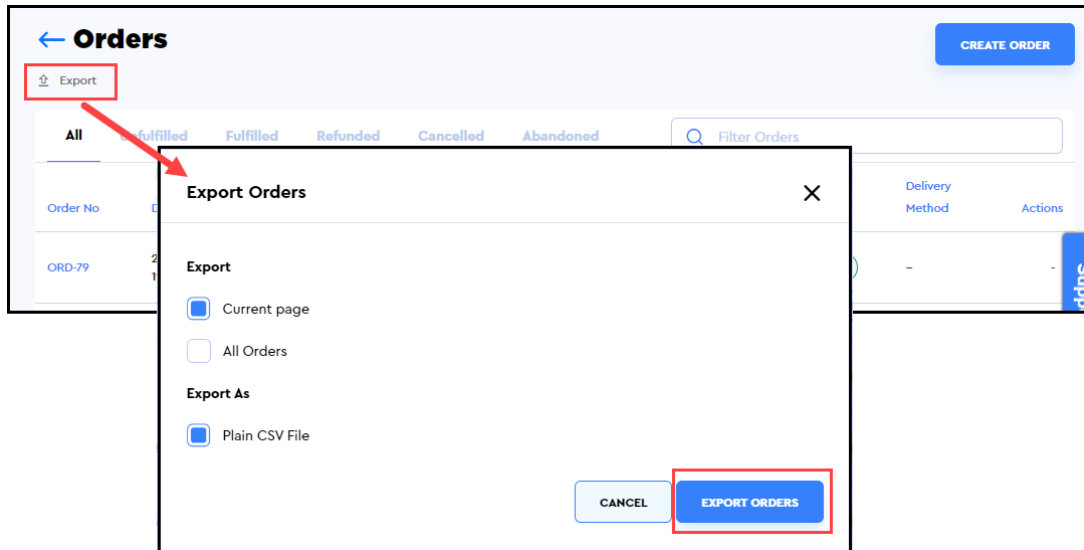 ← Orders
CREATE ORDER
Export
All
Fulfilled
Refunded
Cancelled
Abandoned
Filter Orders
Order No
Delivery
Method
Actions
ORD-79
–
-
Export Orders
Export
Current page
All Orders
Export As
Plain CSV File
CANCEL
EXPORT ORDERS